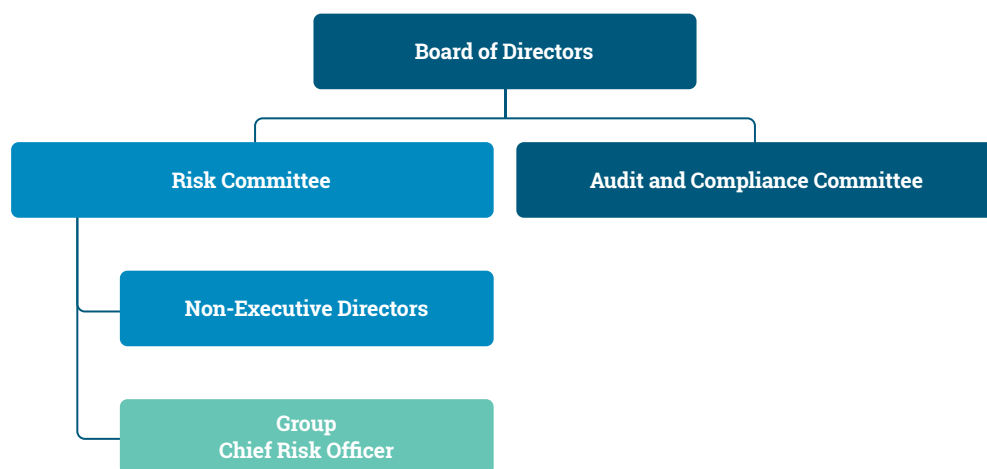 Board of Directors
Risk Committee
Audit and Compliance Committee
Non-Executive Directors
Group
Chief Risk Officer